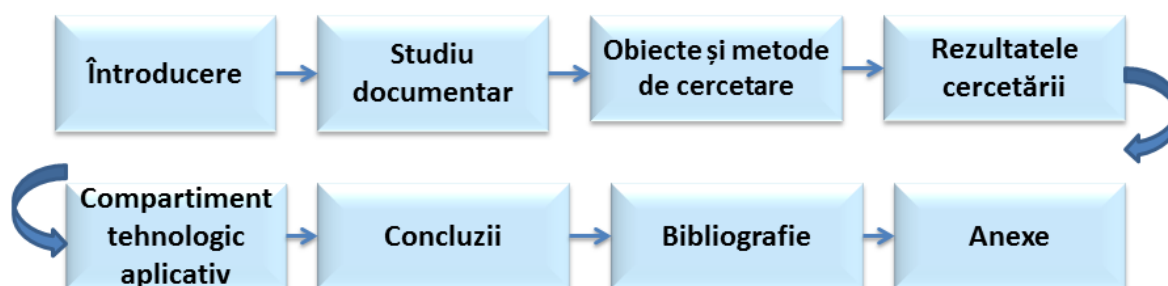 Întroducere
Studiu
documentar
Obiecte și metode
de cercetare
Rezultatele
cercetării
Compartiment
tehnologic
aplicativ
Concluzii
Bibliografie
Anexe